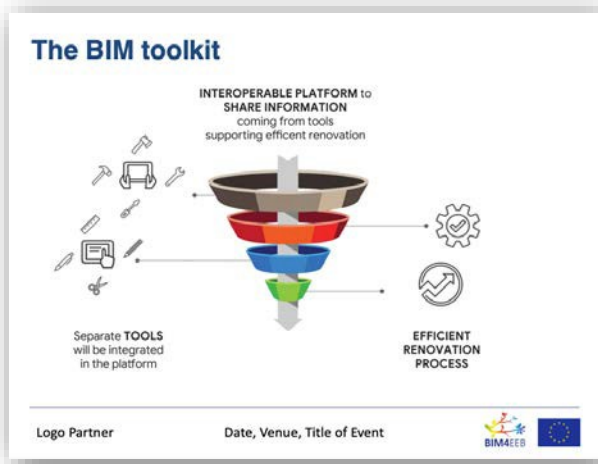 The BIM toolkit
INTEROPERABLE PLATFORM to
SHARE INFORMATION
coming from tools
supporting efficent renovation
Separate TOOLS
will be integrated
in the platform
EFFICIENT
RENOVATION
PROCESS
Logo Partner
Date, Venue, Title of Event
BIM4EEB